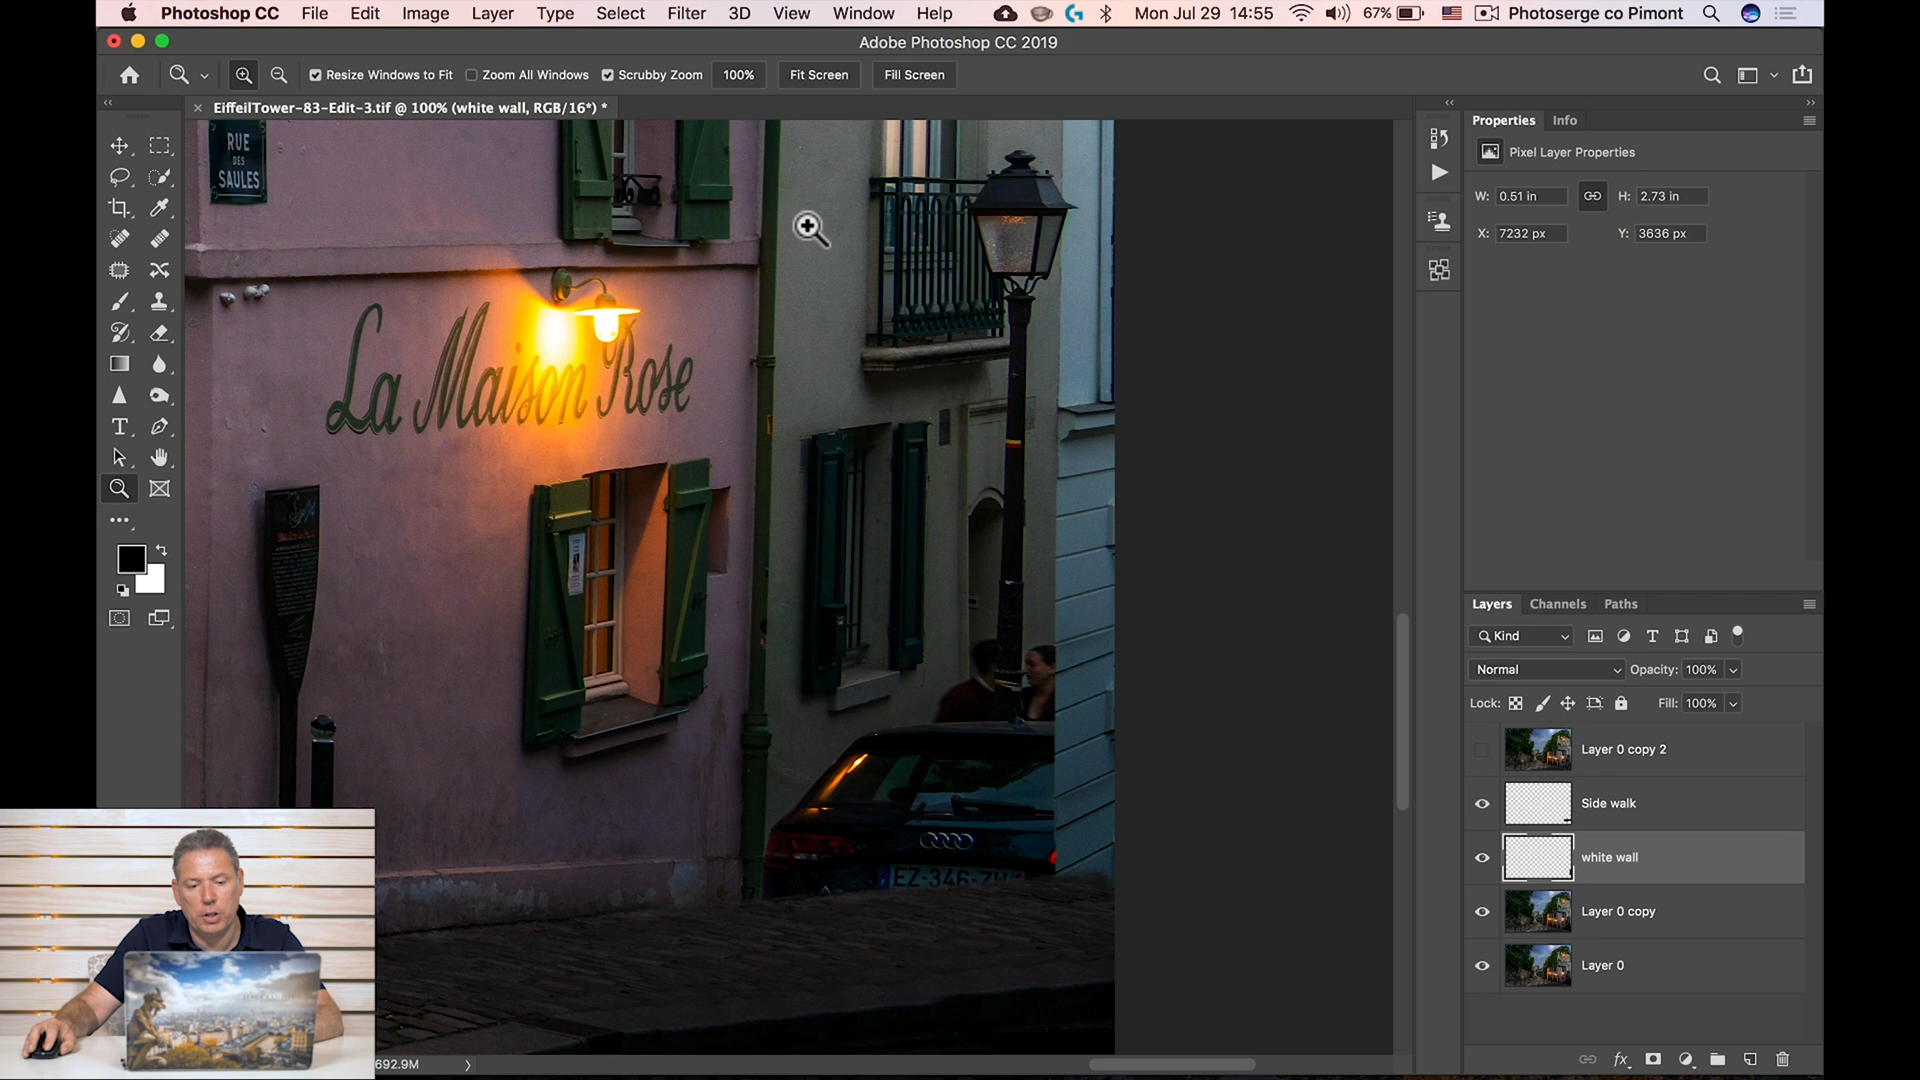 Photoshop CC File Edit Image Layer Type Select Filter 3D View Window Help Mon Jul 29 14:55 67% Photoserge co Pimont
Adobe Photoshop CC 2019
Resize Windows to Fit Zoom All Windows Scrubby Zoom 100% Fit Screen Fill Screen
EiffeilTower-83-Edit-3.tif @ 100% (white wall, RGB/16*) *
Properties Info
Pixel Layer Properties
W: 0.51 in H: 2.73 in
X: 7232 px Y: 3636 px
RUE
DES
SAULES
La Maison Rose
EZ-346-ZW
Layers Channels Paths
Kind
Normal Opacity: 100%
Lock: Fill: 100%
Layer 0 copy 2
Side walk
white wall
Layer 0 copy
Layer 0
692.9M